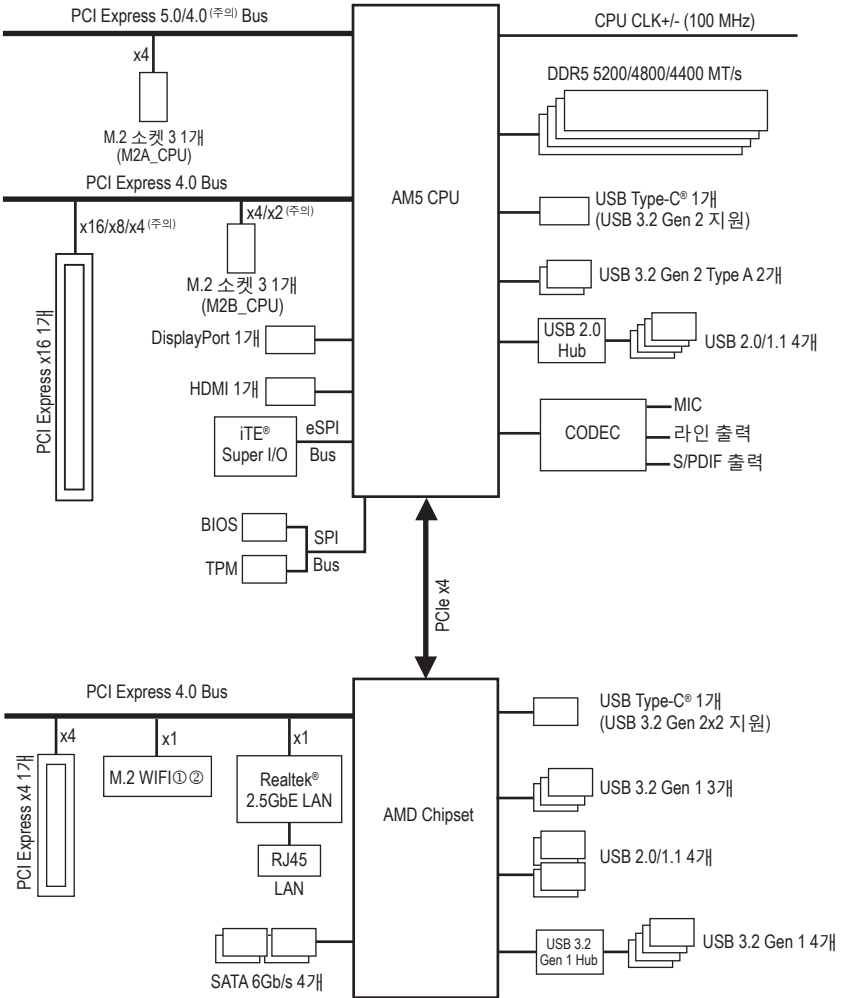 PCI Express 5.0/4.0 (주의) Bus
CPU CLK+/- (100 MHz)
x4
DDR5 5200/4800/4400 MT/s
M.2 소켓 3 1개
(M2A_CPU)
PCI Express 4.0 Bus
AM5 CPU
USB Type-C® 1개
(USB 3.2 Gen 2 지원)
x16/x8/x4 (주의)
x4/x2 (주의)
M.2 소켓 3 1개
(M2B_CPU)
USB 3.2 Gen 2 Type A 2개
PCI Express x16 1개
DisplayPort 1개
USB 2.0
Hub
USB 2.0/1.1 4개
HDMI 1개
iTE®
Super I/O
eSPI
Bus
CODEC
MIC
라인 출력
S/PDIF 출력
BIOS
TPM
SPI
Bus
PCIe x4
PCI Express 4.0 Bus
USB Type-C® 1개
(USB 3.2 Gen 2x2 지원)
x4
x1
x1
PCI Express x4 1개
M.2 WIFI①②
Realtek®
2.5GbE LAN
AMD Chipset
USB 3.2 Gen 1 3개
RJ45
LAN
USB 2.0/1.1 4개
SATA 6Gb/s 4개
USB 3.2
Gen 1 Hub
USB 3.2 Gen 1 4개